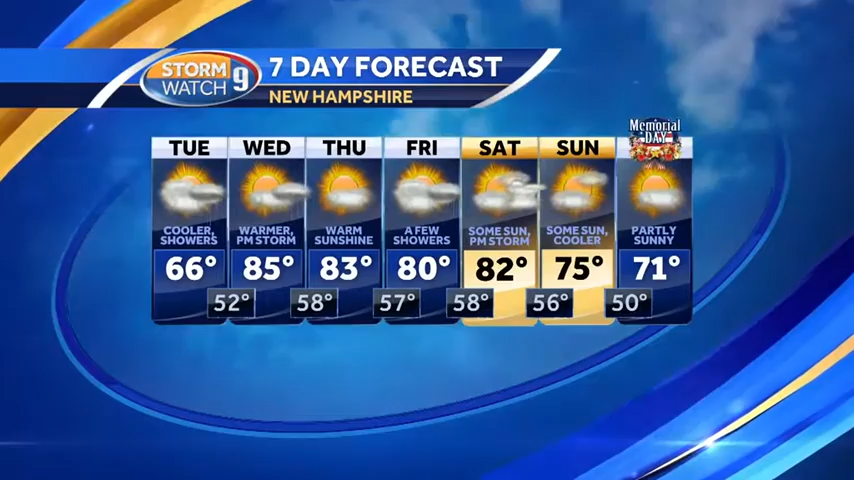 STORM
WATCH 9
7 DAY FORECAST
NEW HAMPSHIRE
TUE WED THU FRI SAT SUN Memorial
DAY
COOLER, WARMER, WARM A FEW SOME SUN, SOME SUN, PARTLY
SHOWERS PM STORM SUNSHINE SHOWERS PM STORM COOLER SUNNY
66° 85° 83° 80° 82° 75° 71°
52° 58° 57° 58° 56° 50°